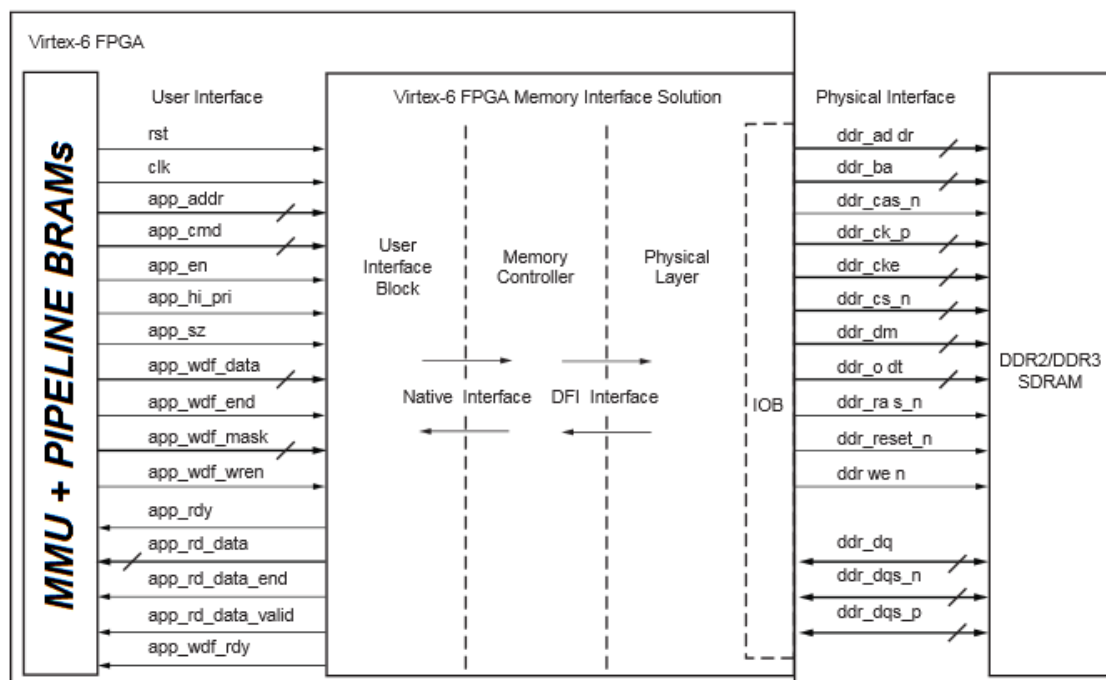 Virtex-6 FPGA
MMU + PIPELINE BRAMs
User Interface
rst
clk
app_addr
app_cmd
app_en
app_hi_pri
app_sz
app_wdf_data
app_wdf_end
app_wdf_mask
app_wdf_wren
app_rdy
app_rd_data
app_rd_data_end
app_rd_data_valid
app_wdf_rdy
Virtex-6 FPGA Memory Interface Solution
User
Interface
Block
Memory
Controller
Physical
Layer
Native Interface
DFI Interface
IOB
Physical Interface
ddr_ad dr
ddr_ba
ddr_cas_n
ddr_ck_p
ddr_cke
ddr_cs_n
ddr_dm
ddr_o dt
ddr_ra s_n
ddr_reset_n
ddr we n
ddr_dq
ddr_dqs_n
ddr_dqs_p
DDR2/DDR3
SDRAM